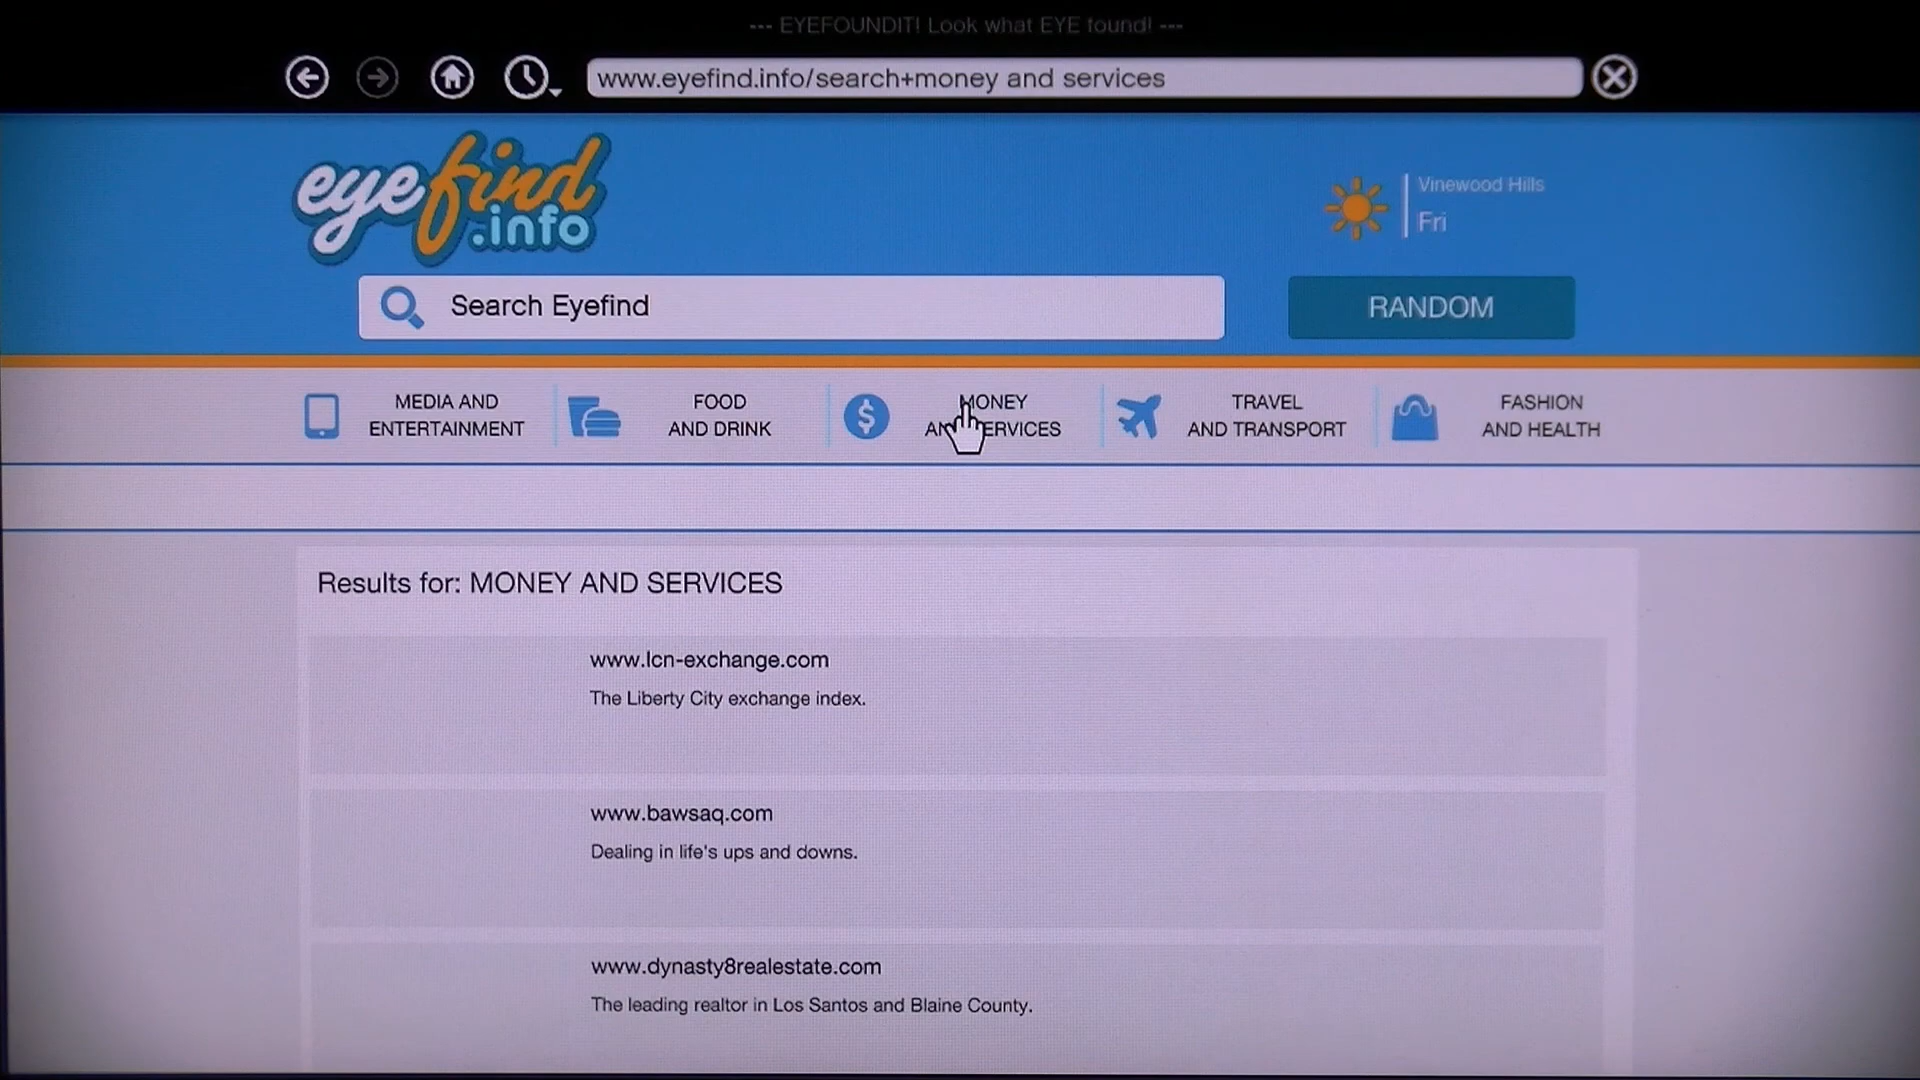 --- EYEFOUNDIT! Look what EYE found! ---
www.eyefind.info/search+money and services
eyefind
.info
Vinewood Hills
Fri
Search Eyefind
RANDOM
MEDIA AND
ENTERTAINMENT
FOOD
AND DRINK
MONEY
AND SERVICES
TRAVEL
AND TRANSPORT
FASHION
AND HEALTH
Results for: MONEY AND SERVICES
www.lcn-exchange.com
The Liberty City exchange index.
www.bawsaq.com
Dealing in life's ups and downs.
www.dynasty8realestate.com
The leading realtor in Los Santos and Blaine County.